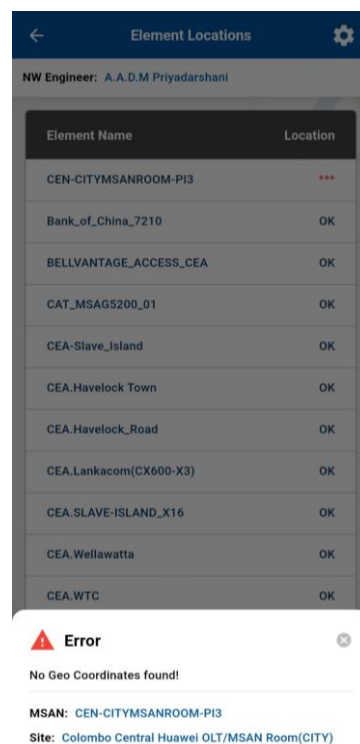 Element Locations
NW Engineer: A.A.D.M Priyadarshani
Element Name Location
CEN-CITYMSANROOM-PI3 ***
Bank_of_China_7210 OK
BELLVANTAGE_ACCESS_CEA OK
CAT_MSAG5200_01 OK
CEA-Slave_Island OK
CEA.Havelock Town OK
CEA.Havelock_Road OK
CEA.Lankacom(CX600-X3) OK
CEA.SLAVE-ISLAND_X16 OK
CEA.Wellawatta OK
CEA.WTC OK
Error
No Geo Coordinates found!
MSAN: CEN-CITYMSANROOM-PI3
Site: Colombo Central Huawei OLT/MSAN Room(CITY)